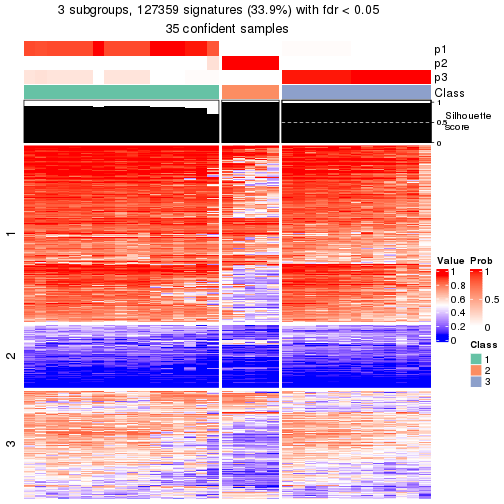 3 subgroups, 127359 signatures (33.9%) with fdr < 0.05
35 confident samples
p1
p2
p3
Class
1
0.5
0
Silhouette
score
1
2
3
Value
1
0.8
0.6
0.4
0.2
0
Prob
1
0.5
0
Class
1
2
3